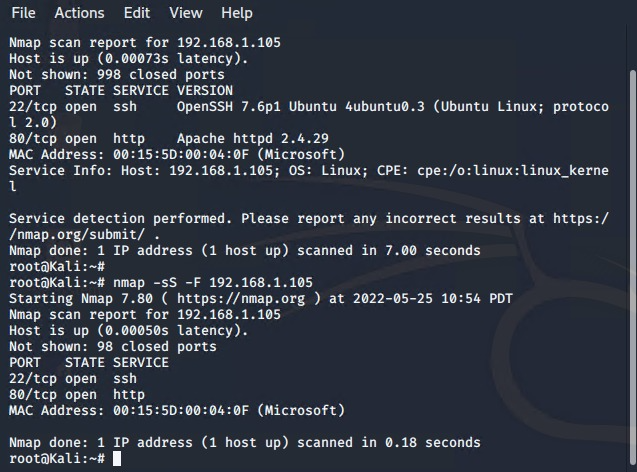 File Actions Edit View Help
Nmap scan report for 192.168.1.105
Host is up (0.00073s latency).
Not shown: 998 closed ports
PORT   STATE SERVICE VERSION
22/tcp open  ssh     OpenSSH 7.6p1 Ubuntu 4ubuntu0.3 (Ubuntu Linux; protoco
l 2.0)
80/tcp open  http    Apache httpd 2.4.29
MAC Address: 00:15:5D:00:04:0F (Microsoft)
Service Info: Host: 192.168.1.105; OS: Linux; CPE: cpe:/o:linux:linux_kerne
l
Service detection performed. Please report any incorrect results at https:/
/nmap.org/submit/ .
Nmap done: 1 IP address (1 host up) scanned in 7.00 seconds
root@Kali:~#
root@Kali:~# nmap -sS -F 192.168.1.105
Starting Nmap 7.80 ( https://nmap.org ) at 2022-05-25 10:54 PDT
Nmap scan report for 192.168.1.105
Host is up (0.00050s latency).
Not shown: 98 closed ports
PORT   STATE SERVICE
22/tcp open  ssh
80/tcp open  http
MAC Address: 00:15:5D:00:04:0F (Microsoft)
Nmap done: 1 IP address (1 host up) scanned in 0.18 seconds
root@Kali:~#